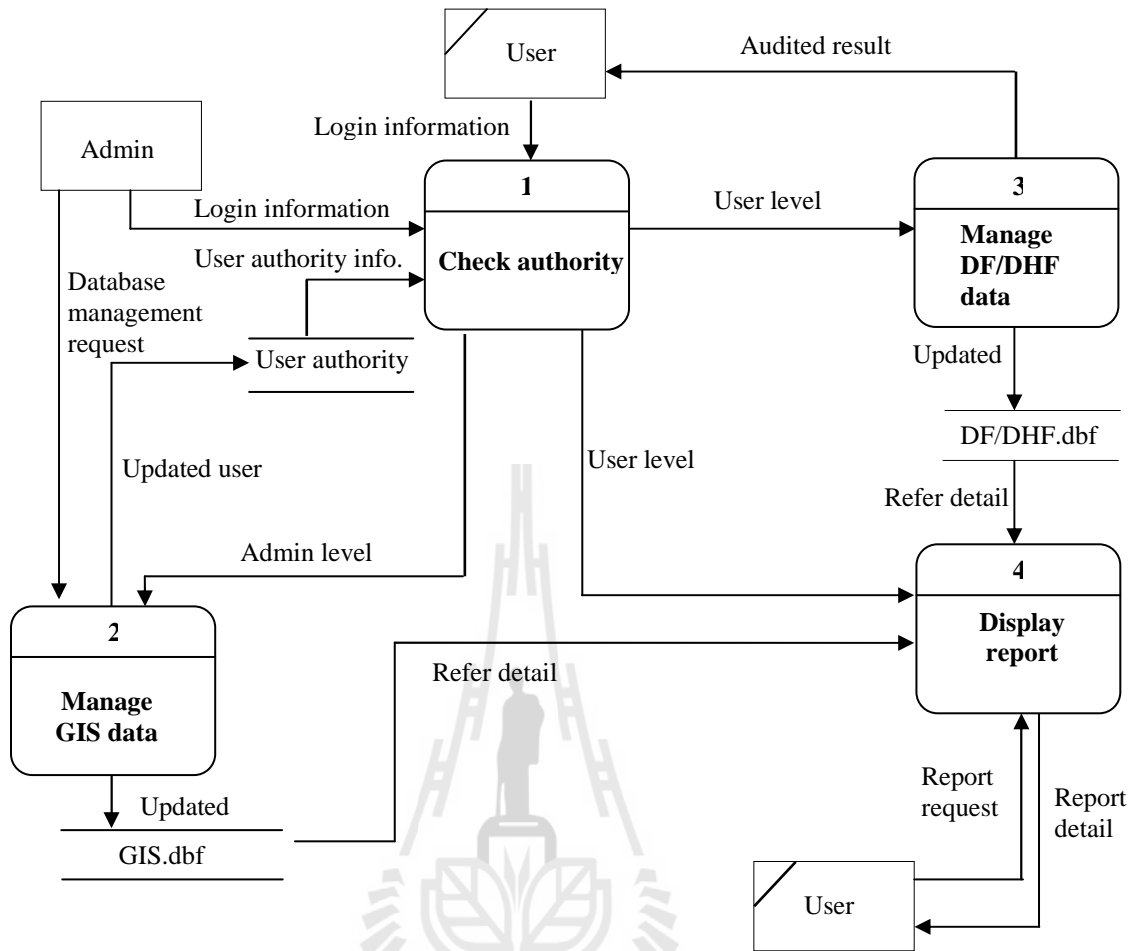 User
Audited result
Login information
Admin
1
3
Login information
User level
Manage
DF/DHF
data
User authority info.
Check authority
Database
management
request
User authority
Updated
DF/DHF.dbf
User level
Updated user
Refer detail
Admin level
4
2
Display
report
Refer detail
Manage
GIS data
Report
request
Report
detail
Updated
GIS.dbf
User